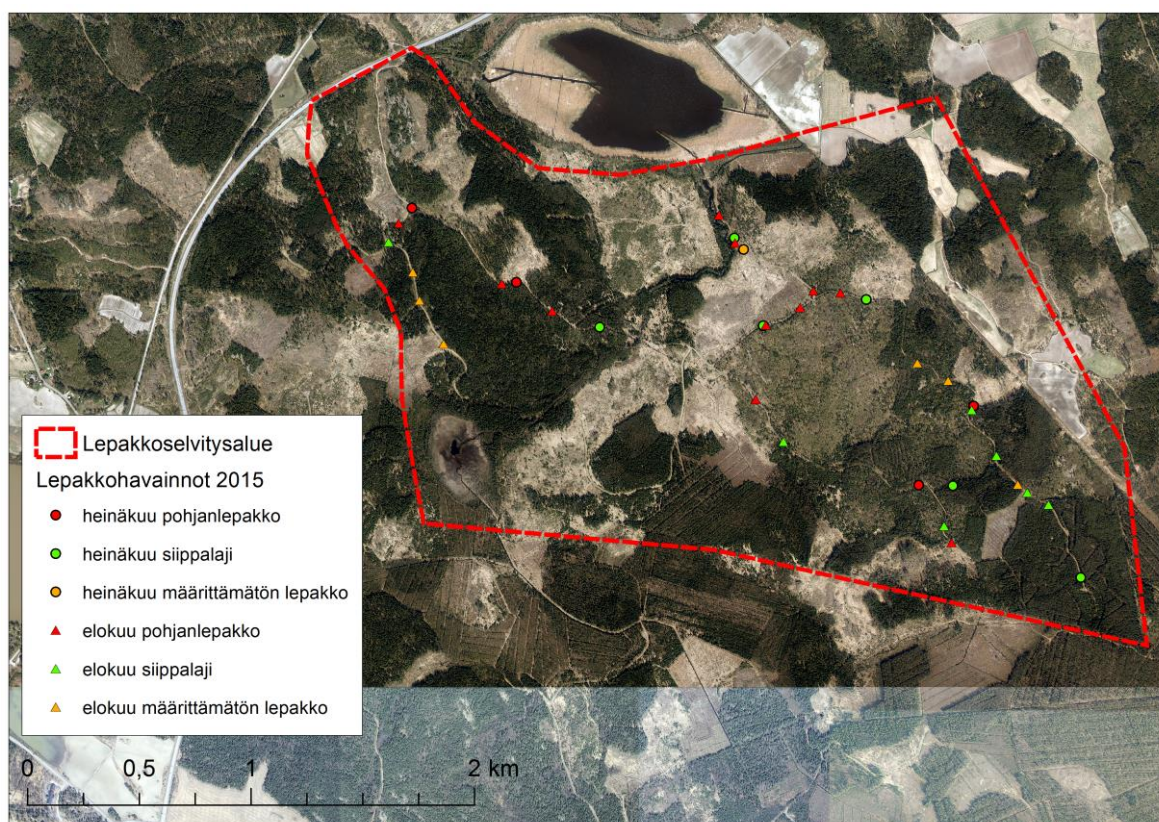 Lepakkoselvitysalue
Lepakkohavainnot 2015
heinäkuu pohjanlepakko
heinäkuu siippalaji
heinäkuu määrittämätön lepakko
elokuu pohjanlepakko
elokuu siippalaji
elokuu määrittämätön lepakko
0 0,5 1 2 km